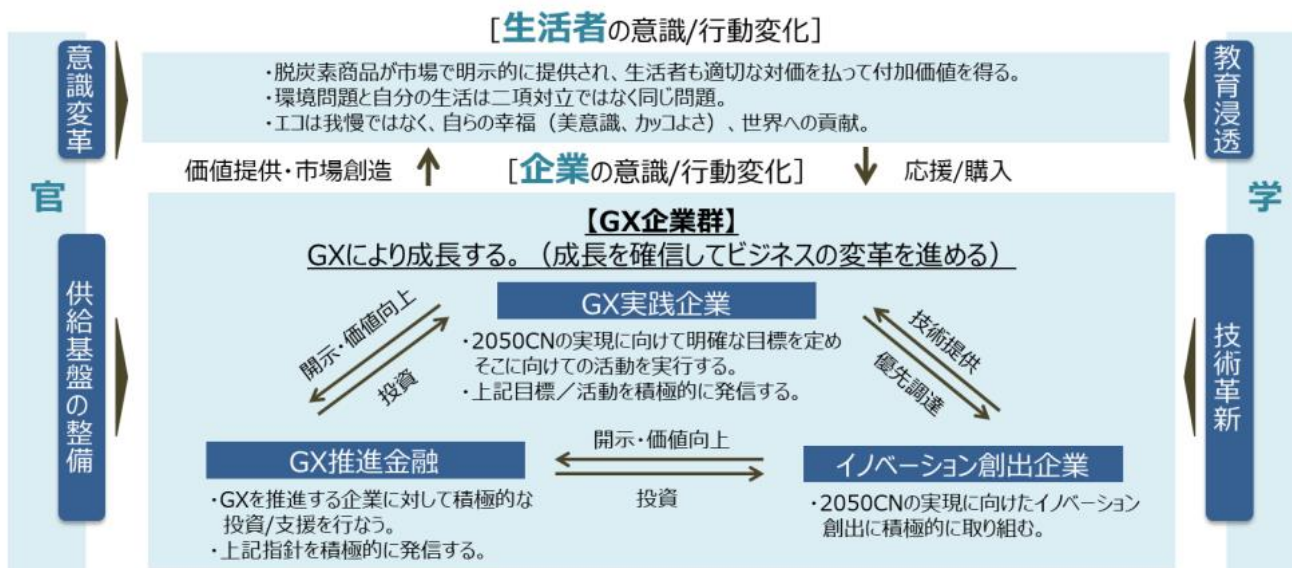 [生活者の意識/行動変化]
意識変革
・脱炭素商品が市場で明示的に提供され、生活者も適切な対価を払って付加価値を得る。
・環境問題と自分の生活は二項対立ではなく同じ問題。
・エコは我慢ではなく、自らの幸福（美意識、カッコよさ）、世界への貢献。
教育浸透
価値提供・市場創造
[企業の意識/行動変化]
応援/購入
官
学
【GX企業群】
GXにより成長する。（成長を確信してビジネスの変革を進める）
供給基盤の整備
技術革新
GX実践企業
・2050CNの実現に向けて明確な目標を定め
そこに向けての活動を実行する。
・上記目標／活動を積極的に発信する。
開示・価値向上
投資
技術提供
優先調達
GX推進金融
開示・価値向上
投資
イノベーション創出企業
・GXを推進する企業に対して積極的な
投資/支援を行なう。
・上記指針を積極的に発信する。
・2050CNの実現に向けたイノベーション
創出に積極的に取り組む。